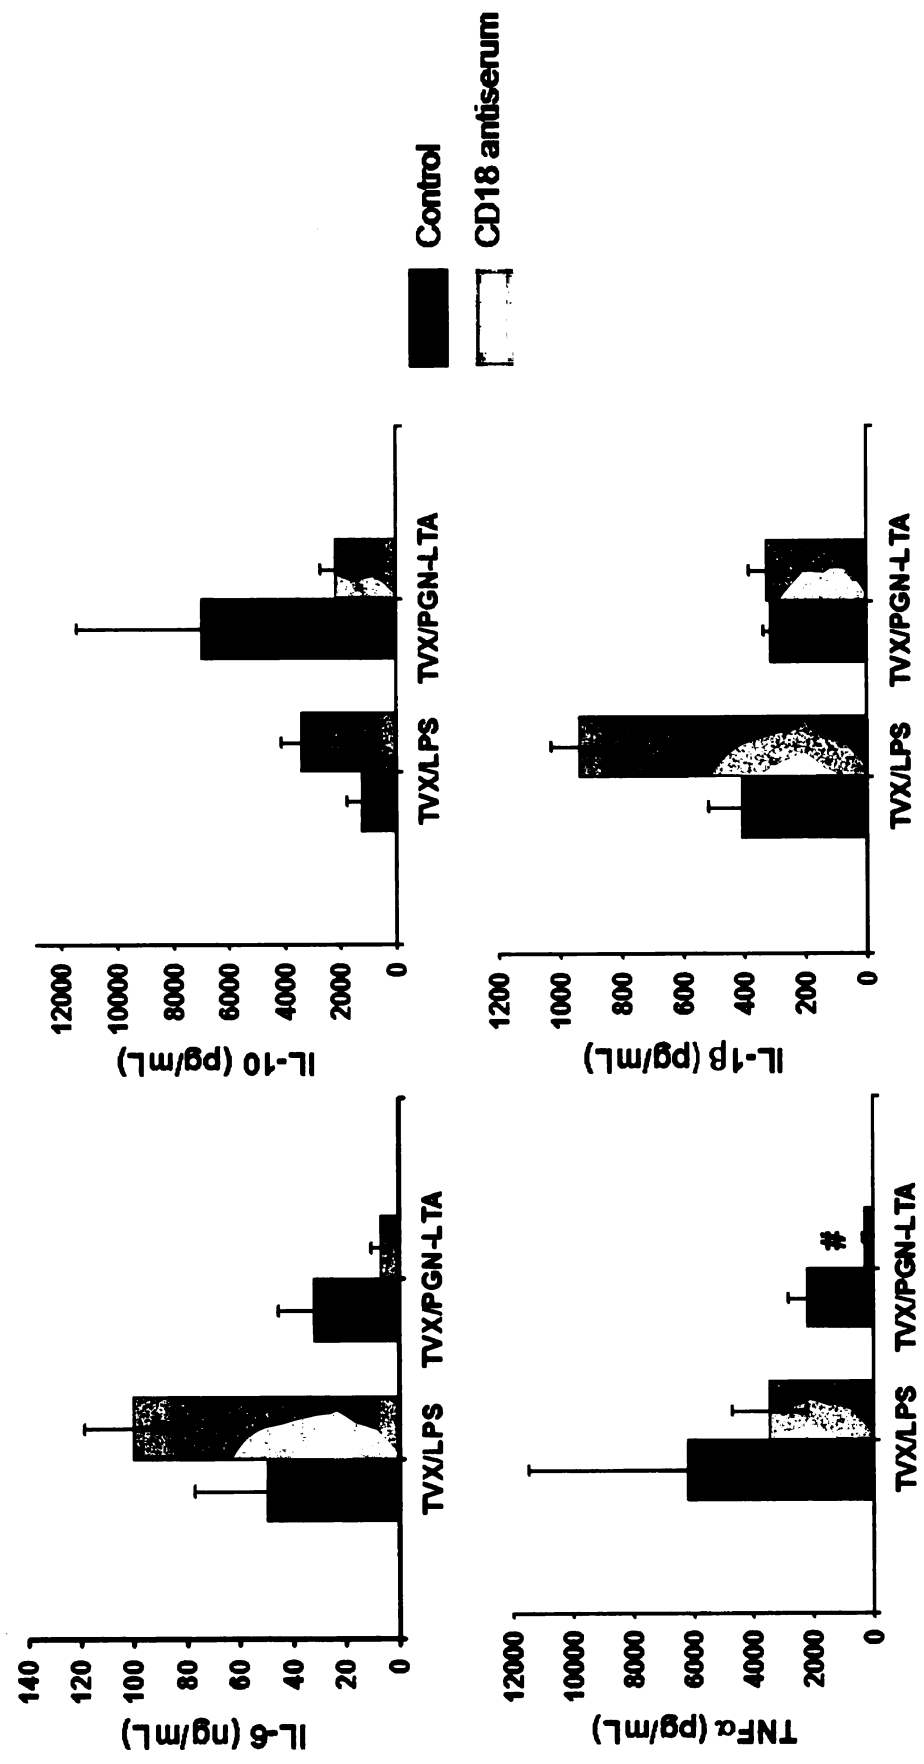 IL-6 (ng/mL)
140
120
100
80
60
40
20
0
TVX/LPS
TVX/PGN-LTA
IL-10 (pg/mL)
12000
10000
8000
6000
4000
2000
0
TVX/LPS
TVX/PGN-LTA
TNFα (pg/mL)
12000
10000
8000
6000
4000
2000
0
TVX/LPS
TVX/PGN-LTA
#
IL-1β (pg/mL)
1200
1000
800
600
400
200
0
TVX/LPS
TVX/PGN-LTA
Control
CD18 antiserum